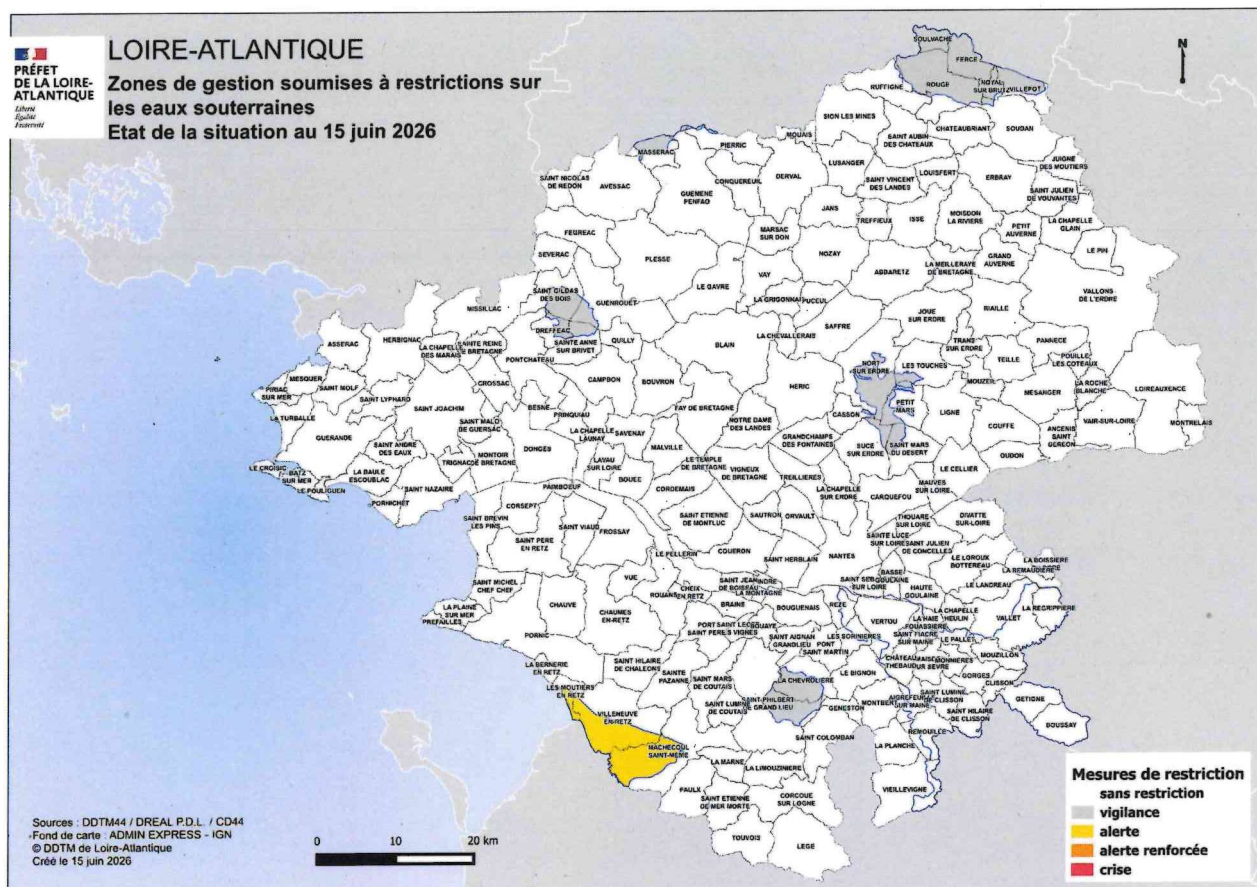 PRÉFET
DE LA LOIRE-
ATLANTIQUE
Liberté
Égalité
Fraternité
LOIRE-ATLANTIQUE
Zones de gestion soumises à restrictions sur
les eaux souterraines
Etat de la situation au 15 juin 2026
N
SOULVACHE
FERCE
ROUGE
NOYAL
SUR BRUTZ
VILLEPOT
RUFFIGNE
SION LES MINES
SAINT AUBIN
DES CHATEAUX
CHATEAUBRIANT
SOUDAN
MOUAIS
PIERRIC
MASSERAC
LUSANGER
JUIGNE
DES MOUTIERS
SAINT NICOLAS
DE REDON
AVESSAC
GUEMENE
PENFAO
CONQUEREUIL
DERVAL
SAINT VINCENT
DES LANDES
LOUISFERT
ERBRAY
SAINT JULIEN
DE VOUVANTES
JANS
TREFFIEUX
ISSE
MOISDON
LA RIVIERE
PETIT
AUVERNE
LA CHAPELLE
GLAIN
FEGREAC
MARSAC
SUR DON
SEVERAC
PLESSE
NOZAY
GRAND
AUVERNE
LE PIN
VAY
ABBARETZ
LA MEILLERAYE
DE BRETAGNE
LE GAVRE
LA GRIGONNAI
PUCEUL
VALLONS
DE L'ERDRE
SAINT GILDAS
DES BOIS
GUENROUET
MISSILLAC
RIAILLE
JOUE
SUR ERDRE
SAFFRE
LA CHEVALLERAIS
DREFFEAC
SAINTE ANNE
SUR BRIVET
QUILLY
BLAIN
TRANS
SUR ERDRE
PANNECE
TEILLE
POUILLE
LES COTEAUX
ASSERAC
HERBIGNAC
LA CHAPELLE
DES MARAIS
SAINTE REINE
DE BRETAGNE
PONTCHATEAU
NORT
SUR ERDRE
LES TOUCHES
MOUZEIL
MESANGER
LA ROCHE
BLANCHE
LOIREAUXENCE
MESQUER
PIRIAC
SUR MER
SAINT MOLF
SAINT LYPHARD
CROSSAC
CAMPBON
BOUVRON
HERIC
PETIT
MARS
LIGNE
LA TURBALLE
SAINT JOACHIM
BESNE
PRINQUIAU
FAY DE BRETAGNE
NOTRE DAME
DES LANDES
CASSON
COUFFE
ANCENIS
SAINT
GEREON
VAIR-SUR-LOIRE
MONTRELAIS
SAINT MALO
DE GUERSAC
LA CHAPELLE
LAUNAY
SAVENAY
GUERANDE
SAINT ANDRE
DES EAUX
GRANDCHAMPS
DES FONTAINES
SUCE
SUR ERDRE
SAINT MARS
DU DESERT
OUDON
MONTOIR
DE BRETAGNE
TRIGNAC
DONGES
MALVILLE
LAVAU
SUR LOIRE
LE TEMPLE
DE BRETAGNE
VIGNEUX
DE BRETAGNE
TREILLIERES
LE CELLIER
LE CROISIC
BATZ
SUR MER
LE POULIGUEN
LA BAULE
ESCOUBLAC
BOUEE
CORDEMAIS
LA CHAPELLE
SUR ERDRE
CARQUEFOU
MAUVES
SUR LOIRE
PORNICHET
SAINT NAZAIRE
PAIMBOEUF
CORSEPT
SAINT BREVIN
LES PINS
SAINT VIAUD
FROSSAY
SAINT ETIENNE
DE MONTLUC
SAUTRON
ORVAULT
THOUARE
SUR LOIRE
DIVATTE
SUR-LOIRE
SAINTE LUCE
SUR LOIRE
SAINT JULIEN
DE CONCELLES
SAINT PERE
EN RETZ
LE PELLERIN
COUERON
SAINT HERBLAIN
NANTES
LE LOROUX
BOTTEREAU
LA BOISSIERE
LA REMAUDIERE
SAINT MICHEL
CHEF CHEF
VUE
ROUANS
CHEIX
EN RETZ
SAINT JEAN
DE BOISEAU
INDRE
LA MONTAGNE
SAINT SEB
SUR LOIRE
BASSE
GOULAINE
HAUTE
GOULAINE
LE LANDREAU
LA PLAINE
SUR MER
PREFAILLES
CHAUVE
CHAUMES
EN-RETZ
BRAINE
BOUGUENAIS
REZE
VERTOU
LA CHAPELLE
HEULIN
VALLET
LA REGRIPPIERE
PORNIC
PORT
SAINT PERE
SAINT LEG
S VIGNES
BOUAYE
SAINT AIGNAN
GRANDLIEU
LES SORINIERES
PONT
SAINT MARTIN
LA HAIE
FOUASSIERE
SAINT FIACRE
SUR MAINE
LE PALLET
MOUZILLON
LA BERNERIE
EN RETZ
SAINT HILAIRE
DE CHALEONS
SAINTE
PAZANNE
SAINT MARS
DE COUTAIS
LA CHEVROLIERE
LE BIGNON
CHATEAU
THEBAUD
MAISD
SUR SEVRE
MONNIERES
GORGES
CLISSON
LES MOUTIERS
EN RETZ
VILLENEUVE
EN-RETZ
SAINT LUMINE
DE COUTAIS
SAINT-PHILBERT
DE GRAND LIEU
GENESTON
MONTBERT
AIGREFEUILLE
SUR MAINE
SAINT LUMINE
DE CLISSON
SAINT HILAIRE
DE CLISSON
GETIGNE
BOUSSAY
MACHECOUL
SAINT-MEME
SAINT COLOMBAN
REMOUILLE
LA PLANCHE
LA MARNE
LA LIMOUZINIERE
VIEILLEVIGNE
PAULX
SAINT ETIENNE
DE MER MORTE
CORCOUE
SUR LOGNE
TOUVOIS
LEGE
Mesures de restriction
sans restriction
vigilance
alerte
alerte renforcée
crise
Sources : DDTM44 / DREAL P.D.L. / CD44
Fond de carte : ADMIN EXPRESS - IGN
© DDTM de Loire-Atlantique
Créé le 15 juin 2026
0 10 20 km